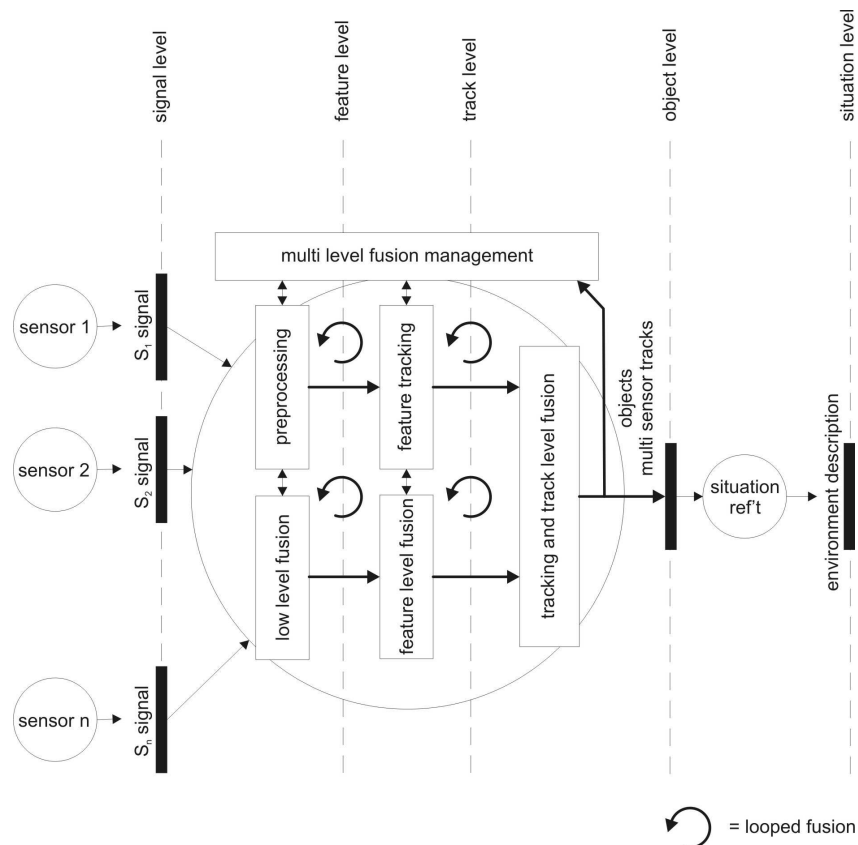 signal level
feature level
track level
object level
situation level
multi level fusion management
sensor 1
S1 signal
preprocessing
feature tracking
tracking and track level fusion
objects
multi sensor tracks
sensor 2
S2 signal
low level fusion
feature level fusion
situation
ref't
environment description
sensor n
Sn signal
= looped fusion